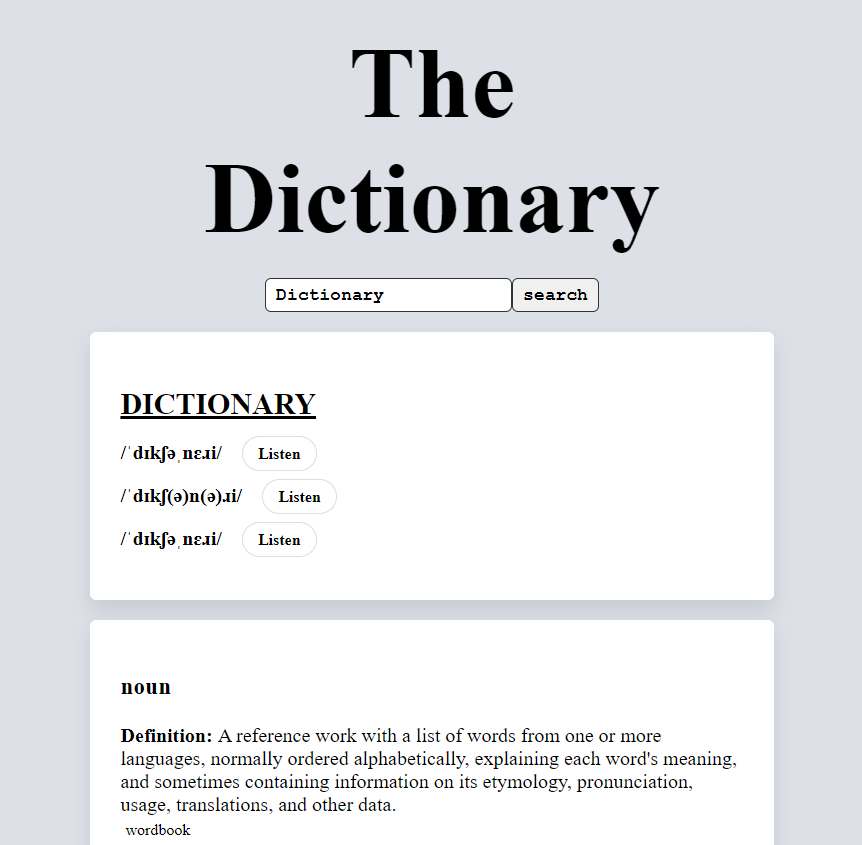 The
Dictionary
Dictionary search
DICTIONARY
/ˈdɪkʃəˌnɛɹi/ Listen
/ˈdɪkʃ(ə)n(ə)ɹi/ Listen
/ˈdɪkʃəˌnɛɹi/ Listen
noun
Definition: A reference work with a list of words from one or more
languages, normally ordered alphabetically, explaining each word's meaning,
and sometimes containing information on its etymology, pronunciation,
usage, translations, and other data.
wordbook